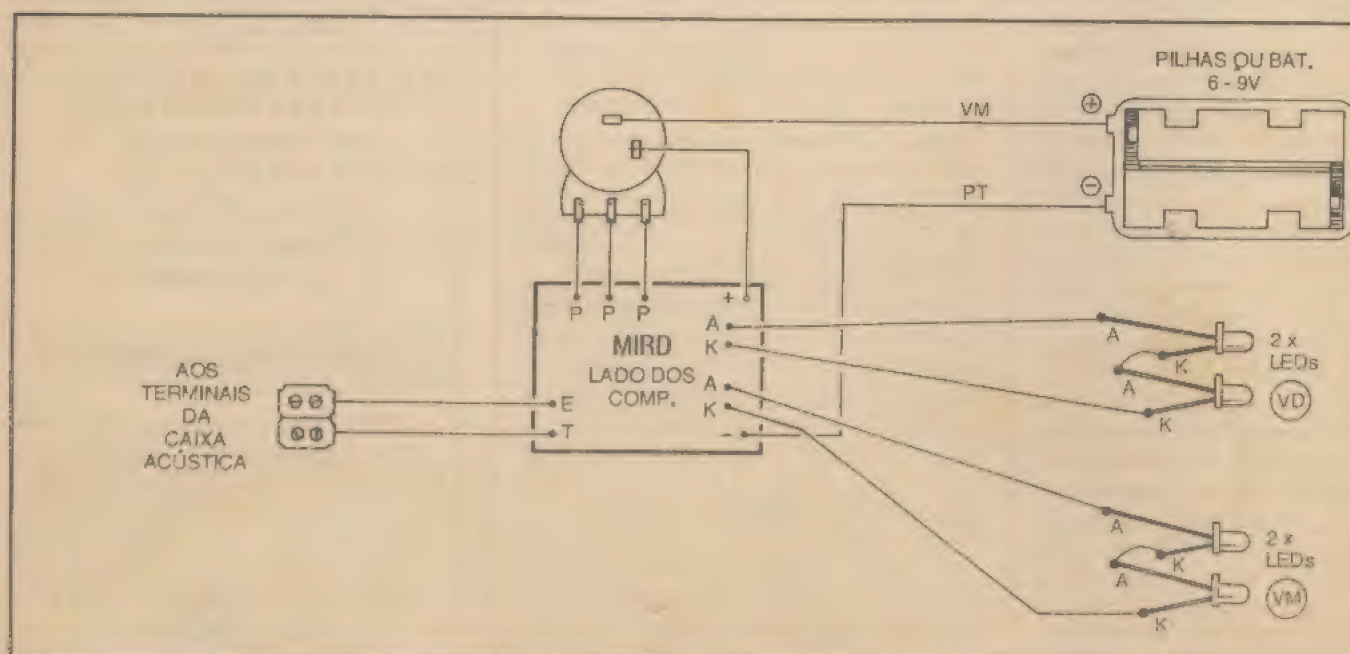 PILHAS OU BAT.
6 - 9V
VM
+
−
PT
P P P
+
A
K
MIRD
LADO DOS
COMP.
A
K
E
T
-
AOS
TERMINAIS
DA
CAIXA
ACÚSTICA
A
K
A
K
2 x
LEDs
VD
A
K
A
K
2 x
LEDs
VM